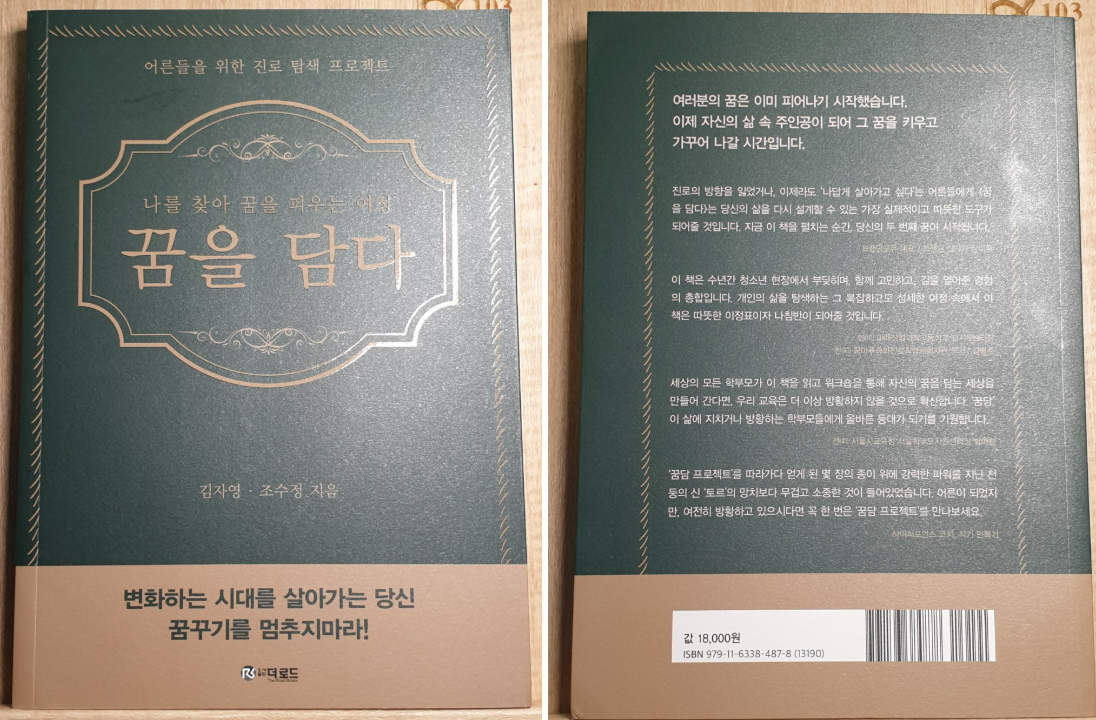 103
어른들을 위한 진로 탐색 프로젝트
나를 찾아 꿈을 피우는 여정
꿈을 담다
김자영 · 조수정 지음
변화하는 시대를 살아가는 당신
꿈꾸기를 멈추지마라!
더로드
103
여러분의 꿈은 이미 피어나기 시작했습니다.
이제 자신의 삶 속 주인공이 되어 그 꿈을 키우고
가꾸어 나갈 시간입니다.
진로의 방향을 잃었거나, 이제라도 '나답게 살아가고 싶다'는 어른들에게 《꿈
을 담다》는 당신의 삶을 다시 설계할 수 있는 가장 실제적이고 따뜻한 도구가
되어줄 것입니다. 지금 이 책을 펼치는 순간, 당신의 두 번째 꿈이 시작됩니다.
이 책은 수년간 청소년 현장에서 부딪히며, 함께 고민하고, 길을 열어준 경험
의 총합입니다. 개인의 삶을 탐색하는 그 복잡하고도 섬세한 여정 속에서 이
책은 따뜻한 이정표이자 나침반이 되어줄 것입니다.
세상의 모든 학부모가 이 책을 읽고 워크숍을 통해 자신의 꿈을 담는 세상을
만들어 간다면, 우리 교육은 더 이상 방황하지 않을 것으로 확신합니다. '꿈담'
이 삶에 지치거나 방황하는 학부모들에게 올바른 등대가 되기를 기원합니다.
'꿈담 프로젝트'를 따라가다 얻게 된 몇 장의 종이 위에 강력한 파워를 지닌 천
둥의 신 '토르'의 망치보다 무겁고 소중한 것이 들어있었습니다. 어른이 되었지
만, 여전히 방황하고 있으시다면 꼭 한 번은 '꿈담 프로젝트'를 만나보세요.
값 18,000원
ISBN 979-11-6338-487-8 (13190)